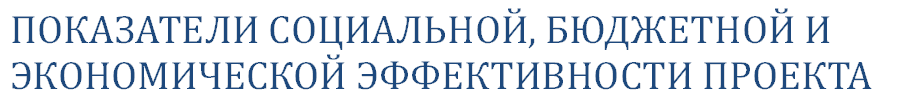 ПОКАЗАТЕЛИ СОЦИАЛЬНОЙ, БЮДЖЕТНОЙ И
ЭКОНОМИЧЕСКОЙ ЭФФЕКТИВНОСТИ ПРОЕКТА